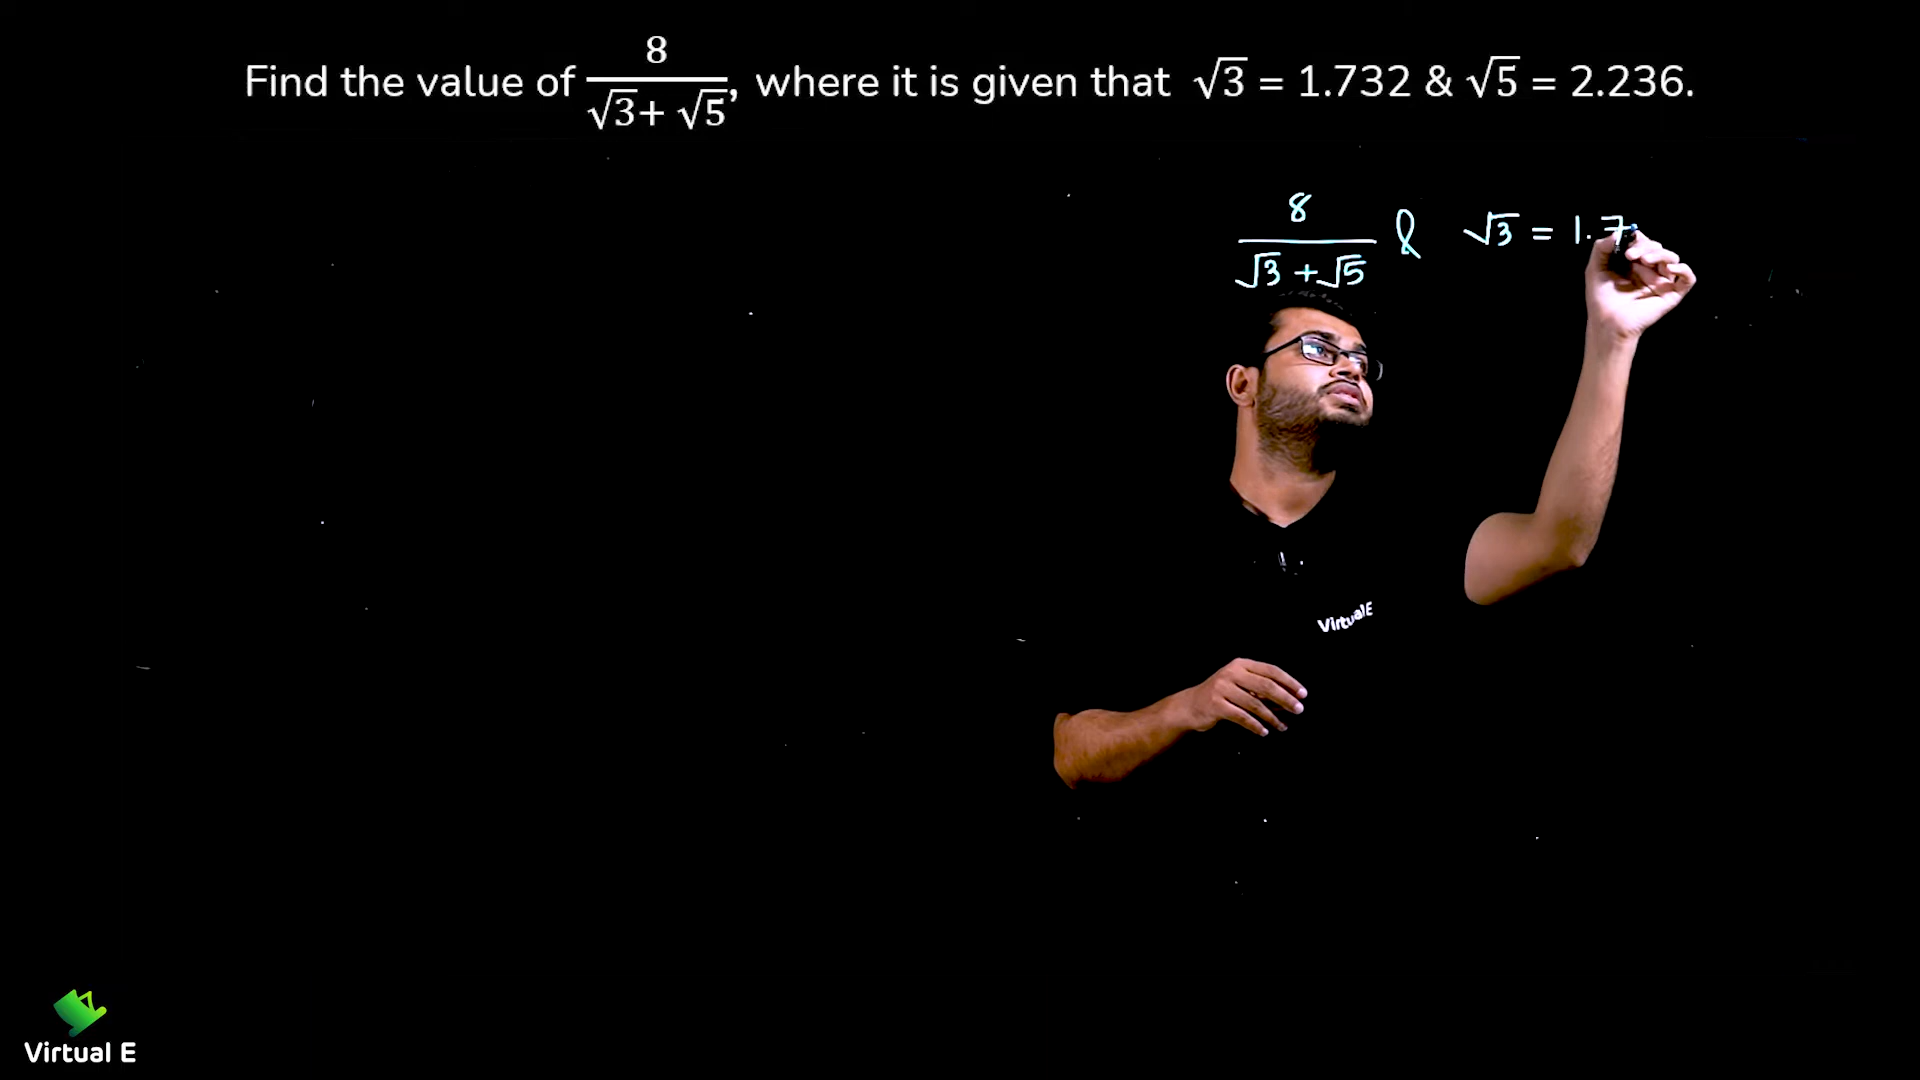 Find the value of 8/(√3+ √5), where it is given that √3 = 1.732 & √5 = 2.236.
8/(√3 + √5) & √3 = 1.7
VirtualE
Virtual E